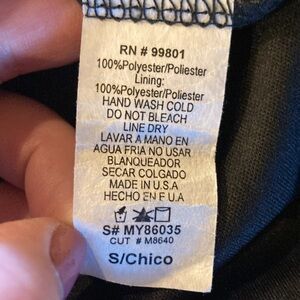 RN # 99801
100%Polyester/Poliester
Lining:
100%Polyester/Poliester
HAND WASH COLD
DO NOT BLEACH
LINE DRY
LAVAR A MANO EN
AGUA FRIA NO USAR
BLANQUEADOR
SECAR COLGADO
MADE IN U.S.A
HECHO EN E U.A
S# MY86035
CUT # M8640
S/Chico